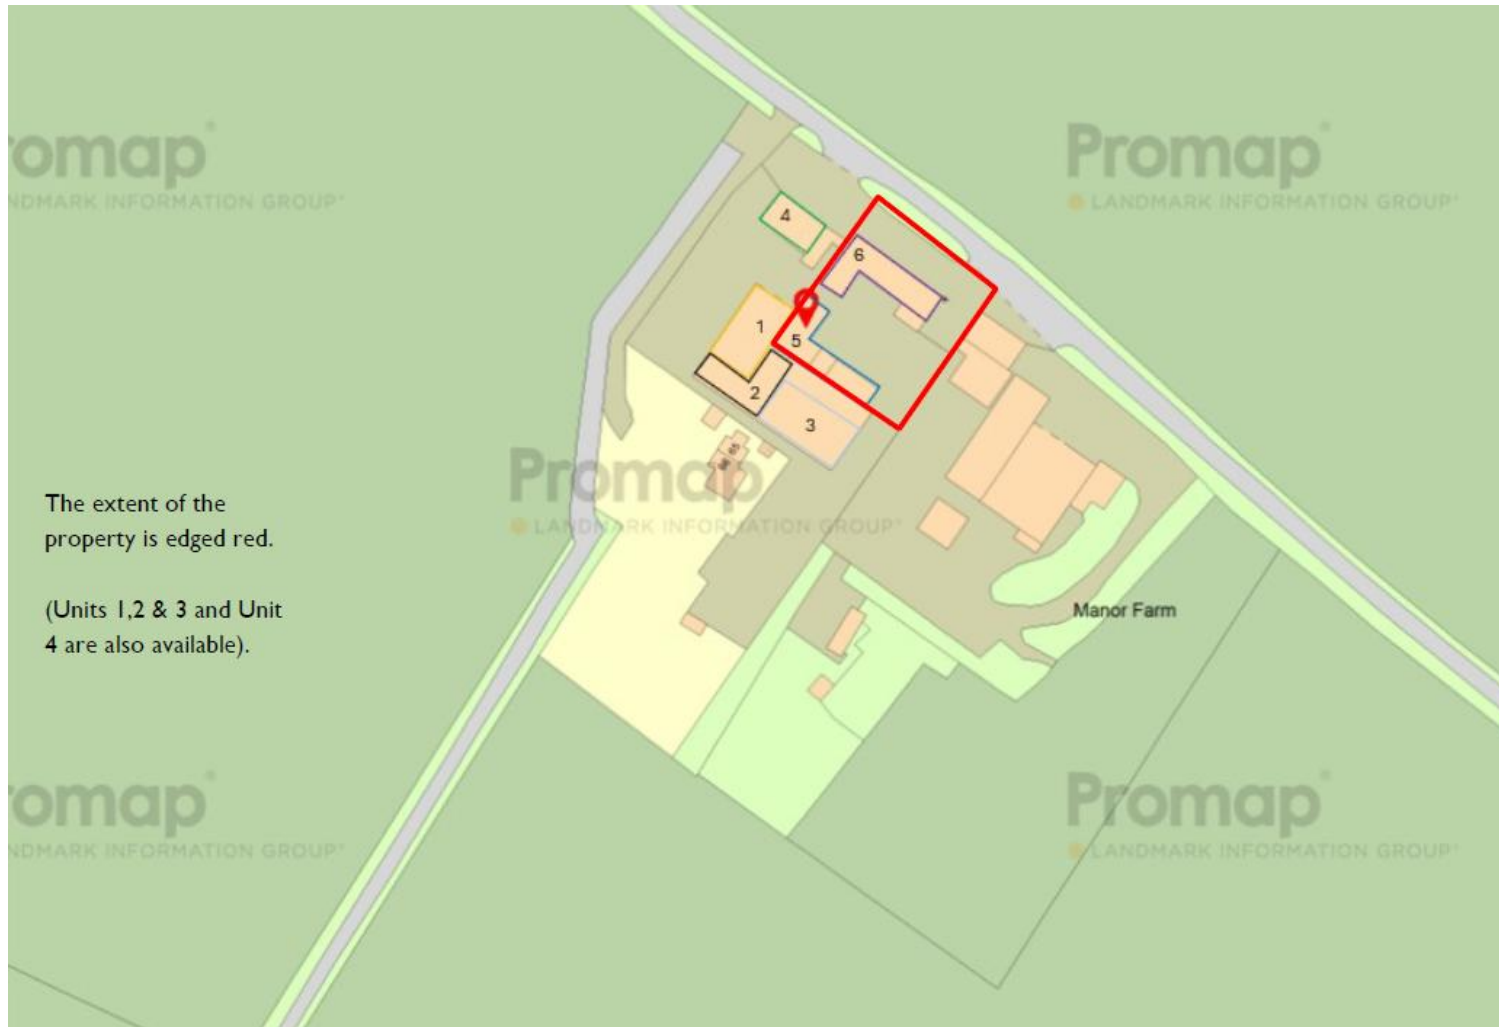 omap
NDMARK INFORMATION GROUP
Promap
LANDMARK INFORMATION GROUP
4
6
1
5
2
3
65
Promap
LANDMARK INFORMATION GROUP
The extent of the
property is edged red.
(Units 1,2 & 3 and Unit
4 are also available).
Manor Farm
omap
NDMARK INFORMATION GROUP
Promap
LANDMARK INFORMATION GROUP